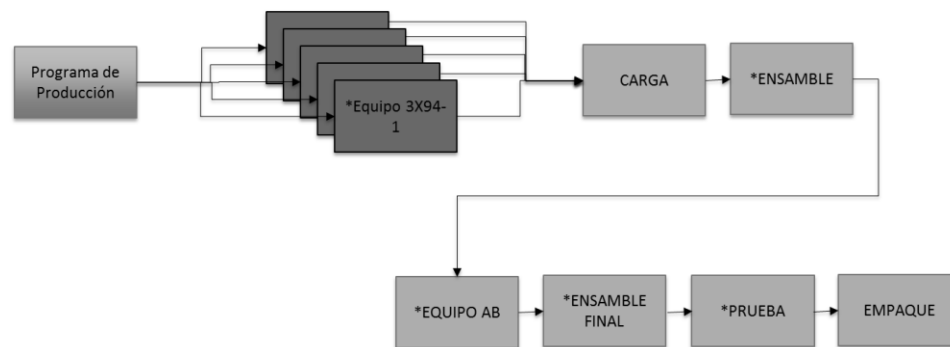 Programa de
Producción
*Equipo 3X94-
1
CARGA
*ENSAMBLE
*EQUIPO AB
*ENSAMBLE
FINAL
*PRUEBA
EMPAQUE